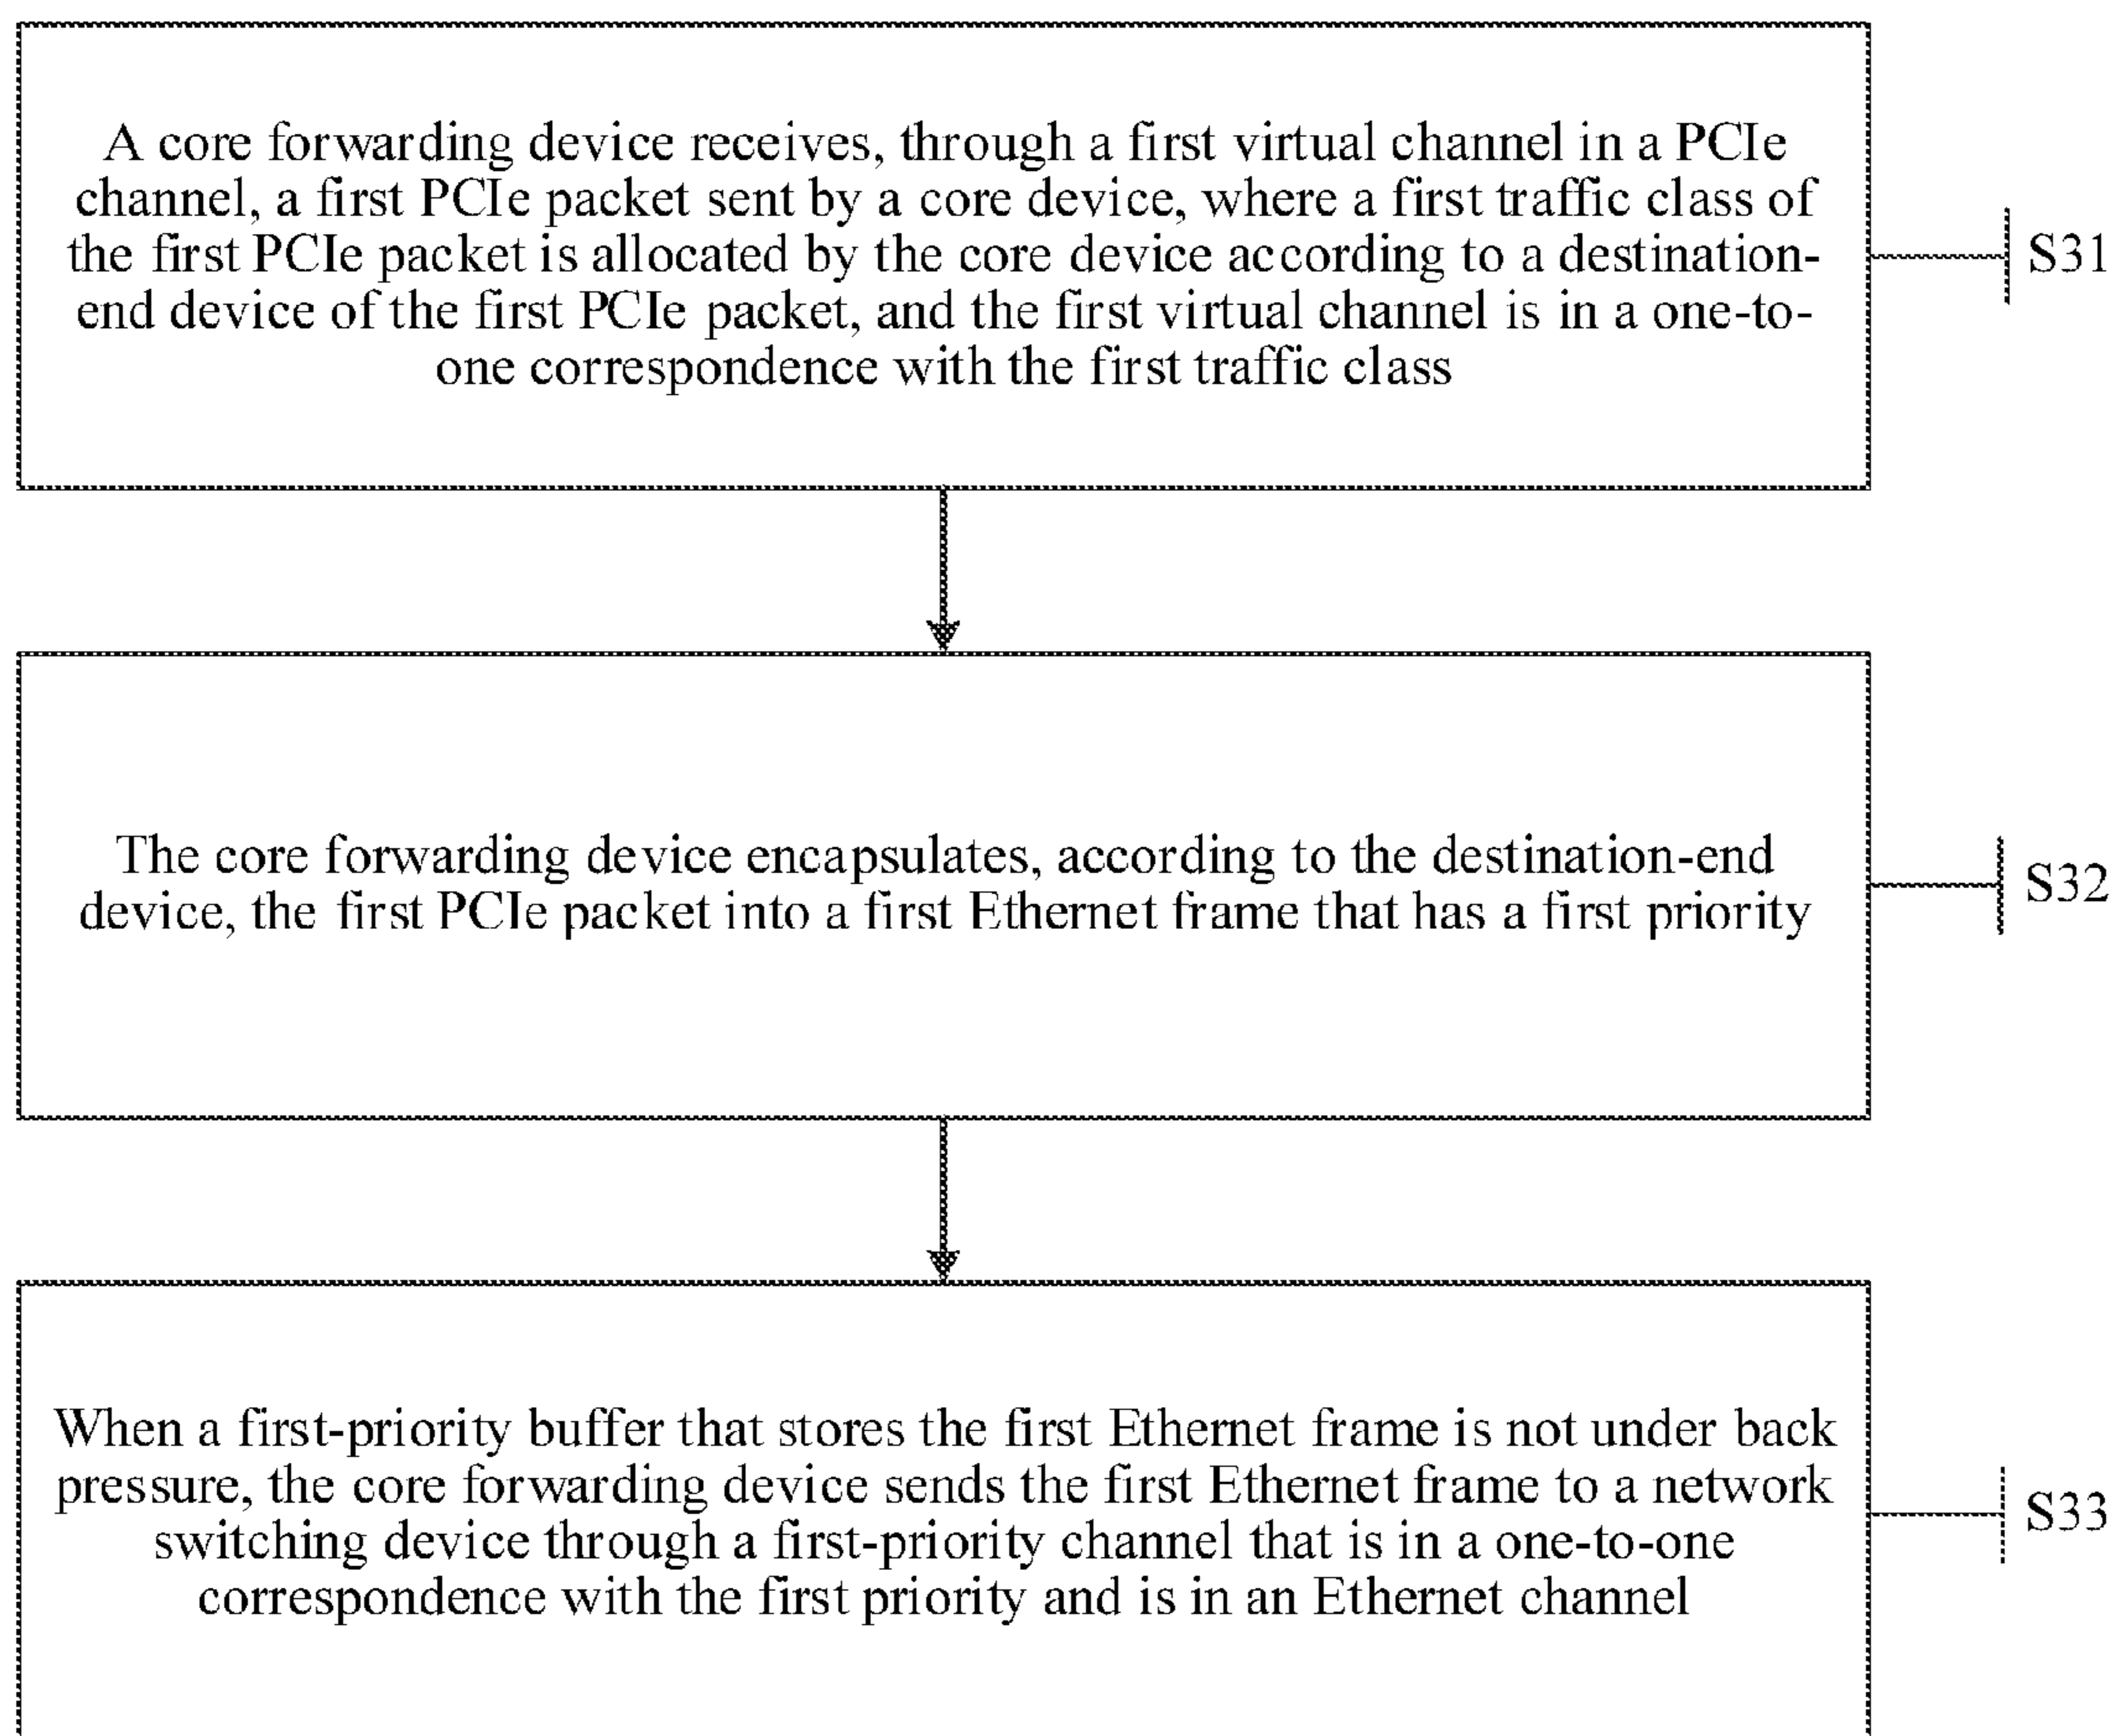 A core forwarding device receives, through a first virtual channel in a PCIe
channel, a first PCIe packet sent by a core device, where a first traffic class of
the first PCIe packet is allocated by the core device according to a destination-
end device of the first PCIe packet, and the first virtual channel is in a one-to-
one correspondence with the first traffic class
S31
The core forwarding device encapsulates, according to the destination-end
device, the first PCIe packet into a first Ethernet frame that has a first priority
S32
When a first-priority buffer that stores the first Ethernet frame is not under back
pressure, the core forwarding device sends the first Ethernet frame to a network
switching device through a first-priority channel that is in a one-to-one
correspondence with the first priority and is in an Ethernet channel
S33